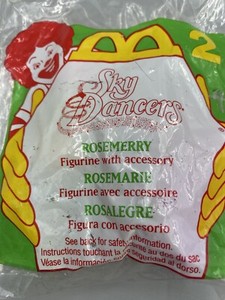 2
Sky
Dancers
ROSEMERRY
Figurine with accessory
ROSEMARIE
Figurine avec accessoire
ROSALEGRE
Figura con accesorio
See back for safety information.
Instructions touchant la sécurité au dos du sac
Véase la información de seguridad al dorso.